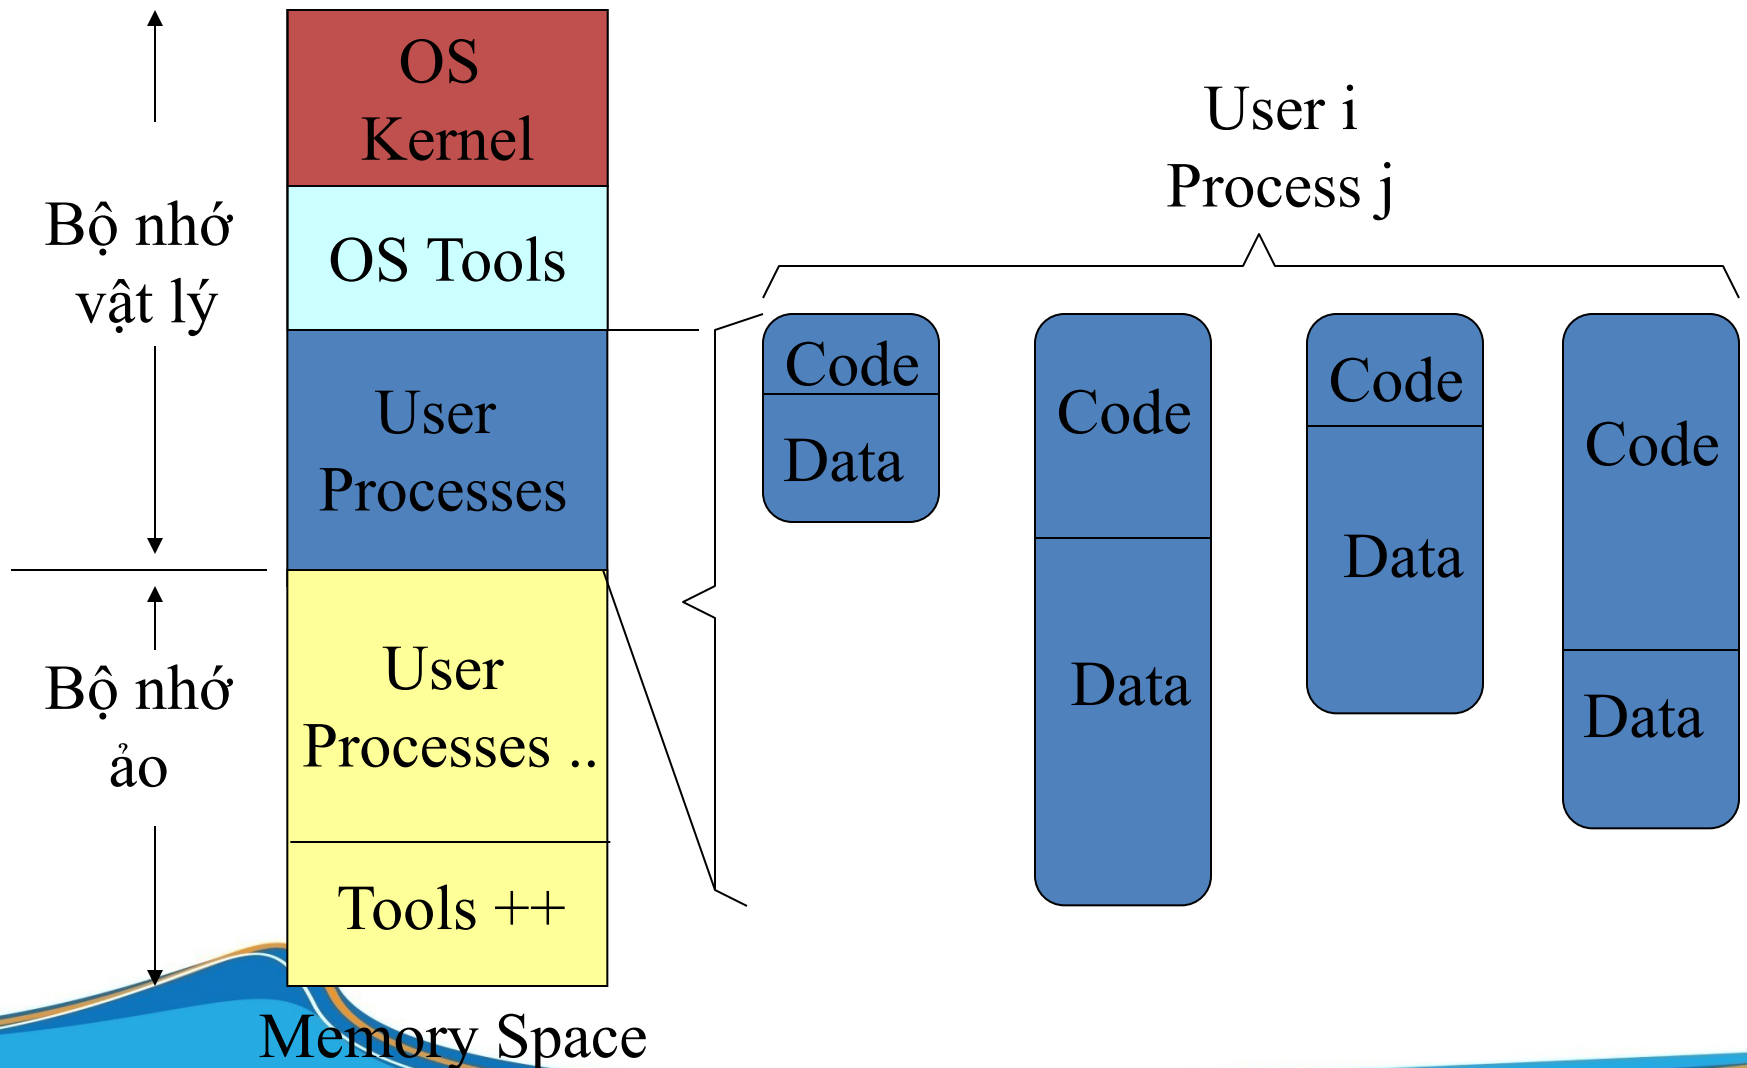 OS
Kernel
OS Tools
User
Processes
User
Processes ..
Tools ++
Memory Space
Bộ nhớ
vật lý
Bộ nhớ
ảo
User i
Process j
Code
Data
Code
Data
Code
Data
Code
Data